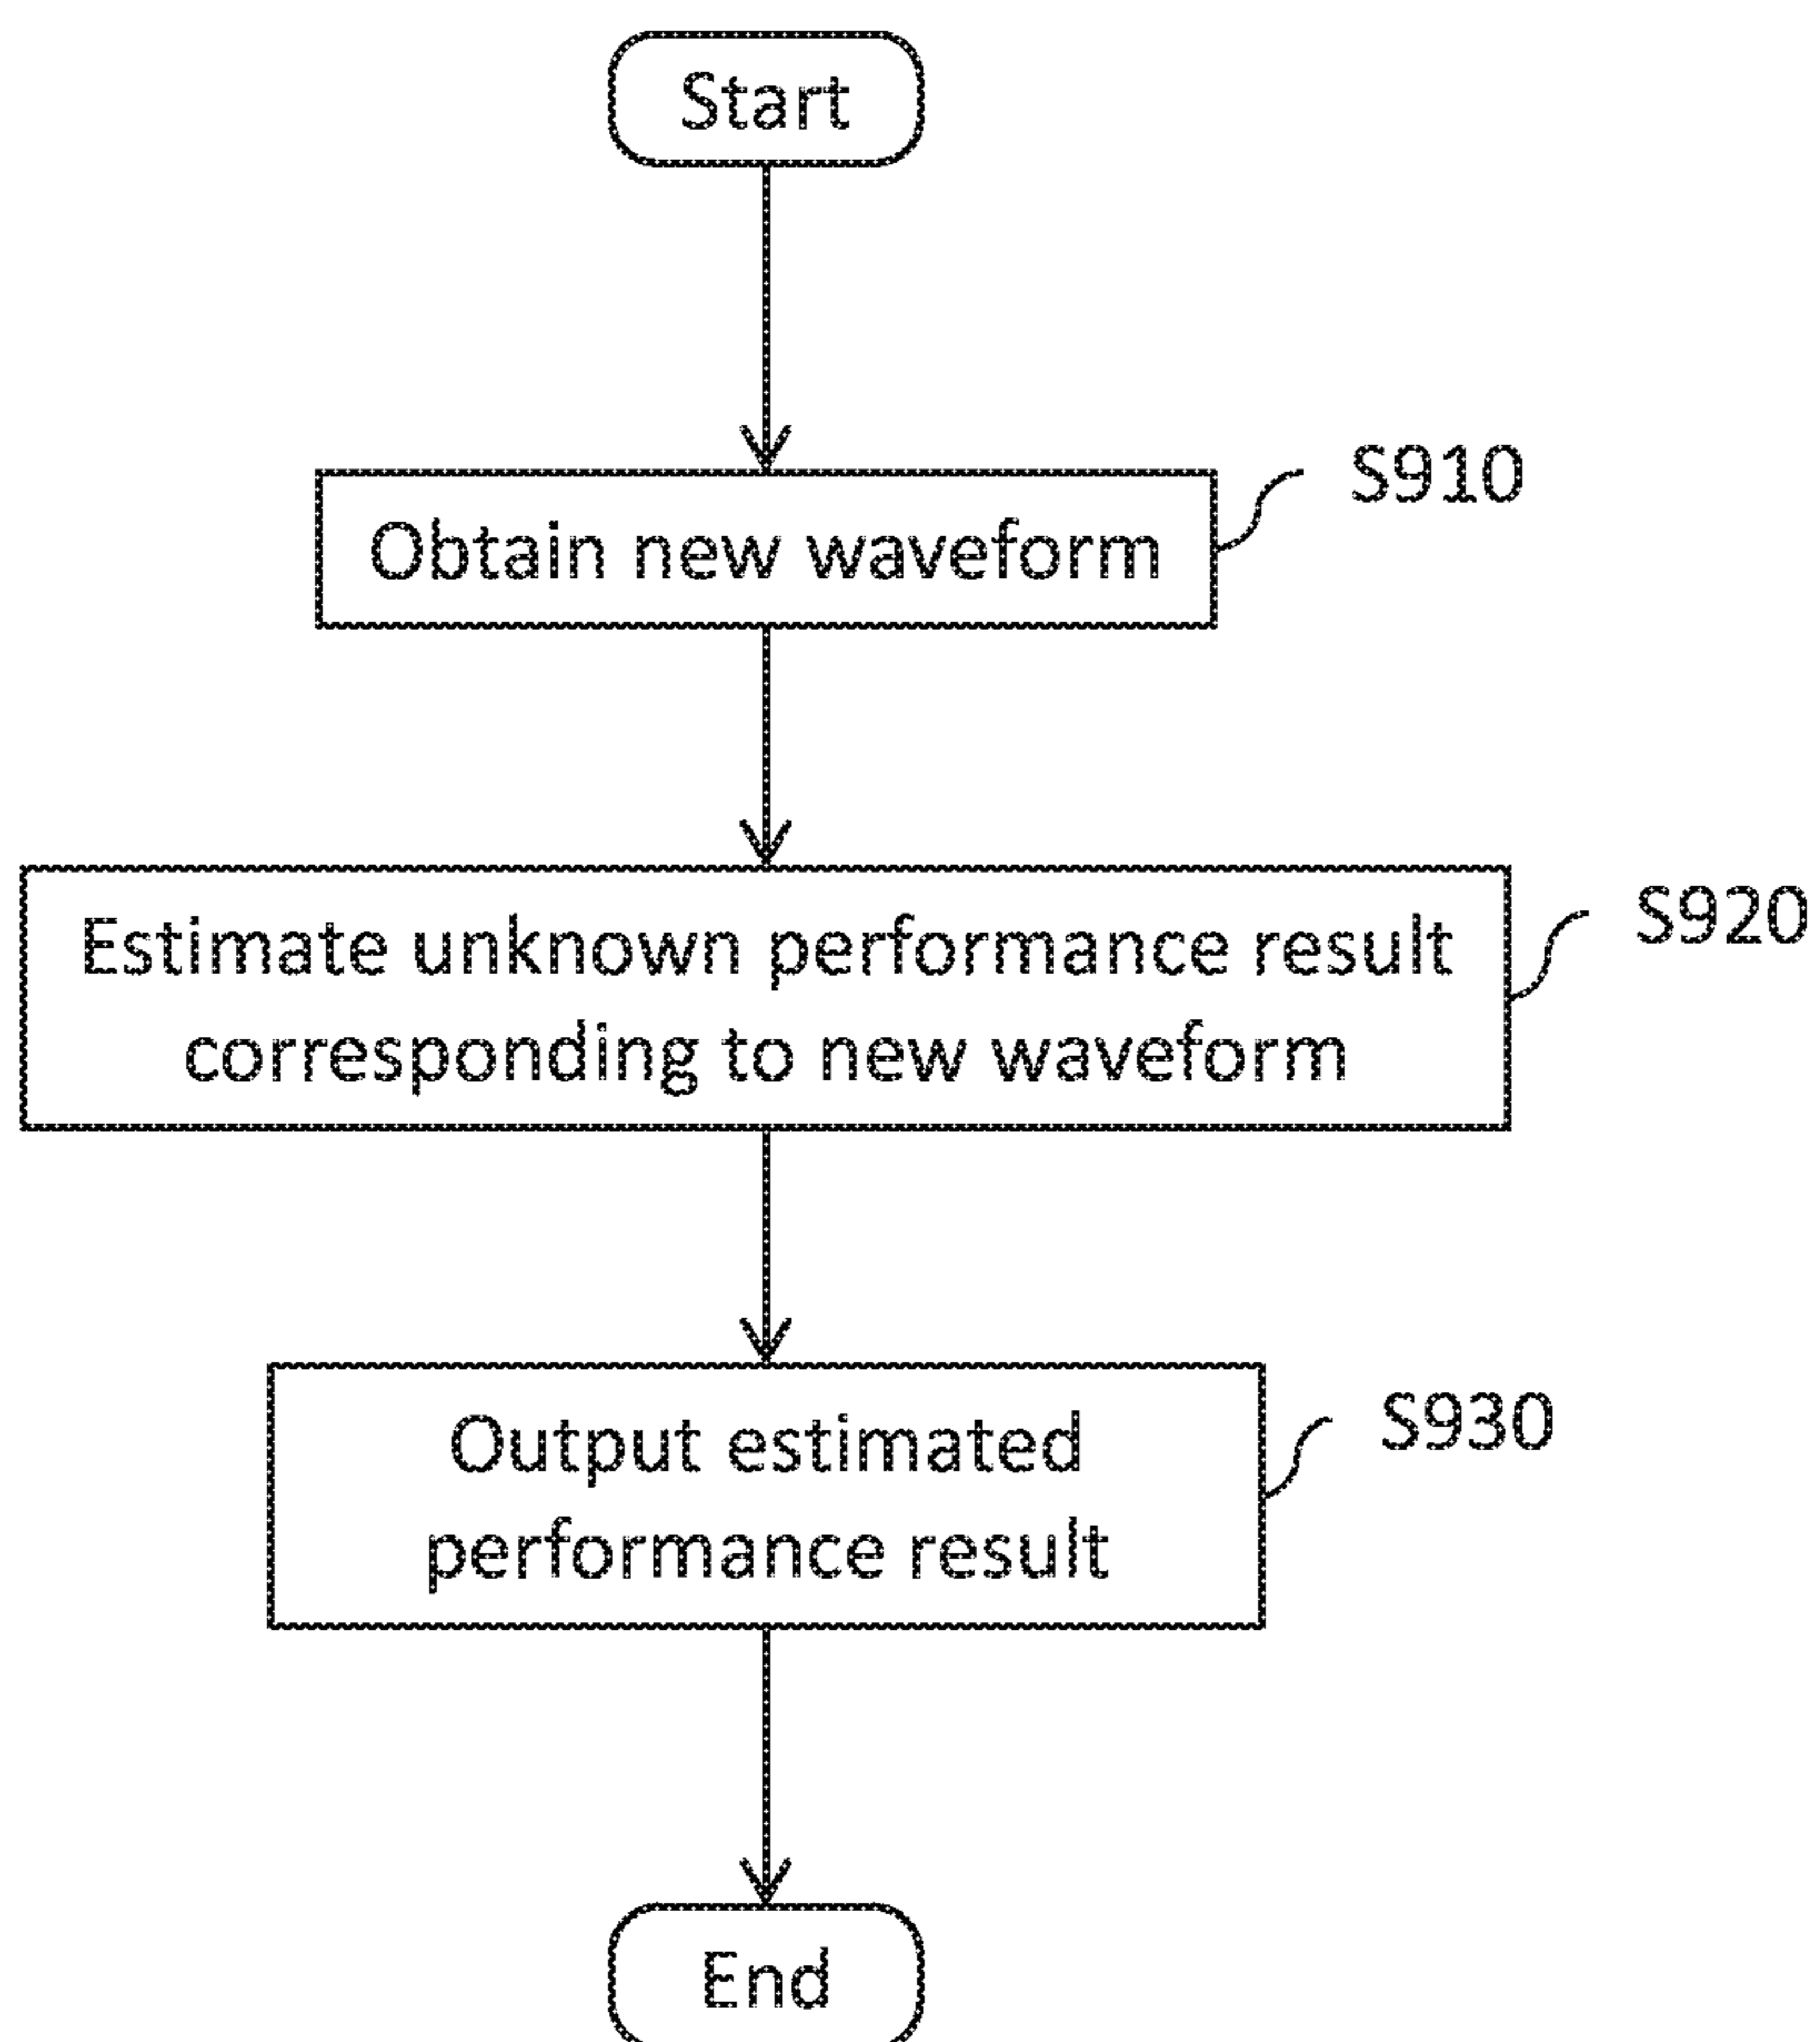 Start
S910
Obtain new waveform
S920
Estimate unknown performance result
corresponding to new waveform
S930
Output estimated
performance result
End